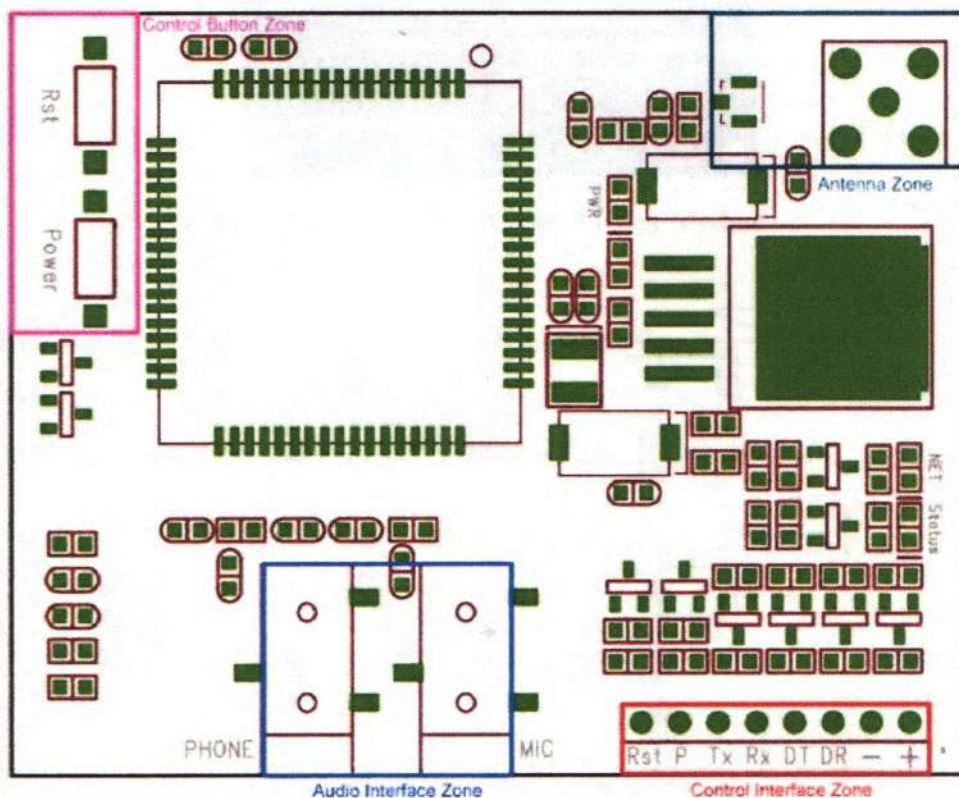 Control Button Zone
Rst
Power
Antenna Zone
PWR
NET
Status
PHONE
MIC
Audio Interface Zone
Rst P Tx Rx DT DR − +
Control Interface Zone